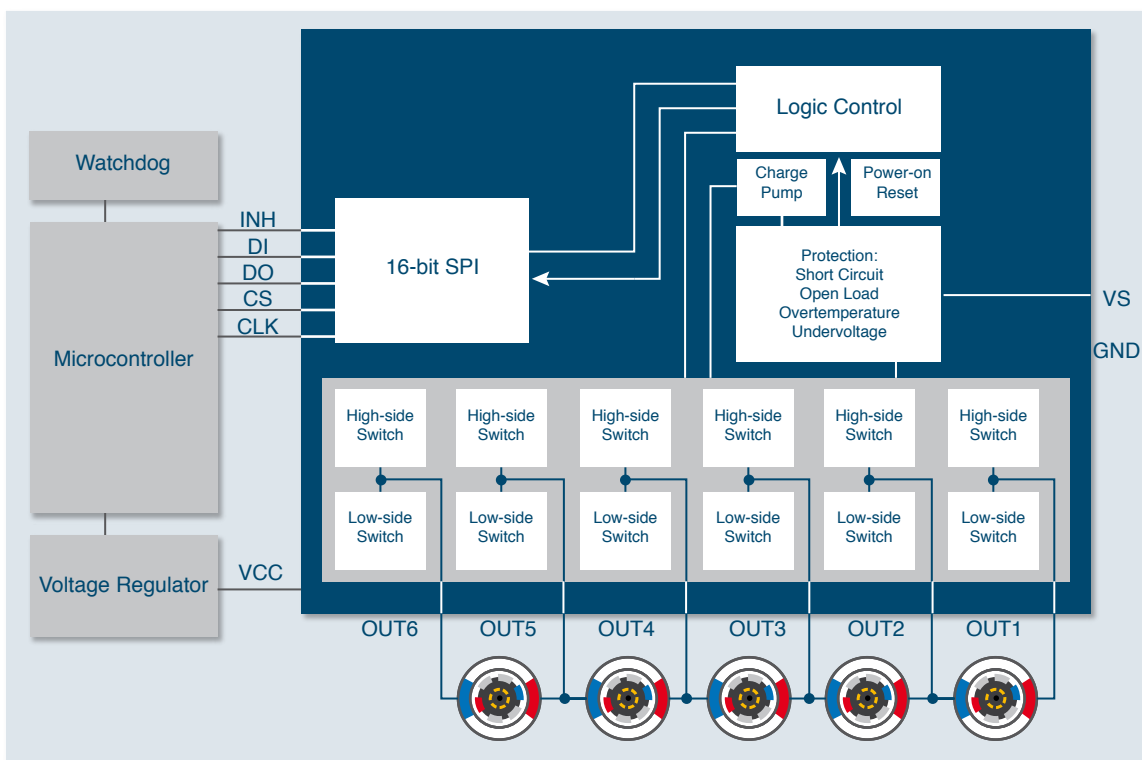 Logic Control
Watchdog
Charge
Pump
Power-on
Reset
INH
DI
DO
CS
CLK
16-bit SPI
Protection:
Short Circuit
Open Load
Overtemperature
Undervoltage
VS
GND
Microcontroller
High-side
Switch
High-side
Switch
High-side
Switch
High-side
Switch
High-side
Switch
High-side
Switch
Low-side
Switch
Low-side
Switch
Low-side
Switch
Low-side
Switch
Low-side
Switch
Low-side
Switch
Voltage Regulator
VCC
OUT6
OUT5
OUT4
OUT3
OUT2
OUT1